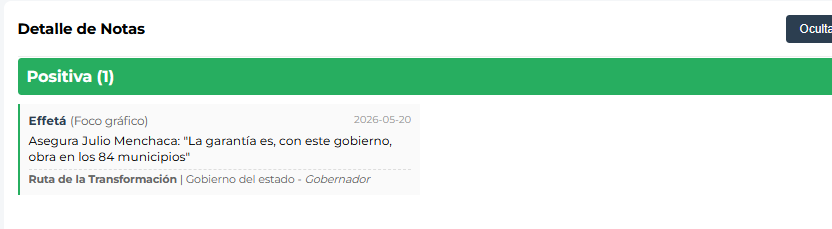 Detalle de Notas
Oculta
Positiva (1)
Effetá (Foco gráfico) 2026-05-20
Asegura Julio Menchaca: "La garantía es, con este gobierno,
obra en los 84 municipios"
Ruta de la Transformación | Gobierno del estado - Gobernador